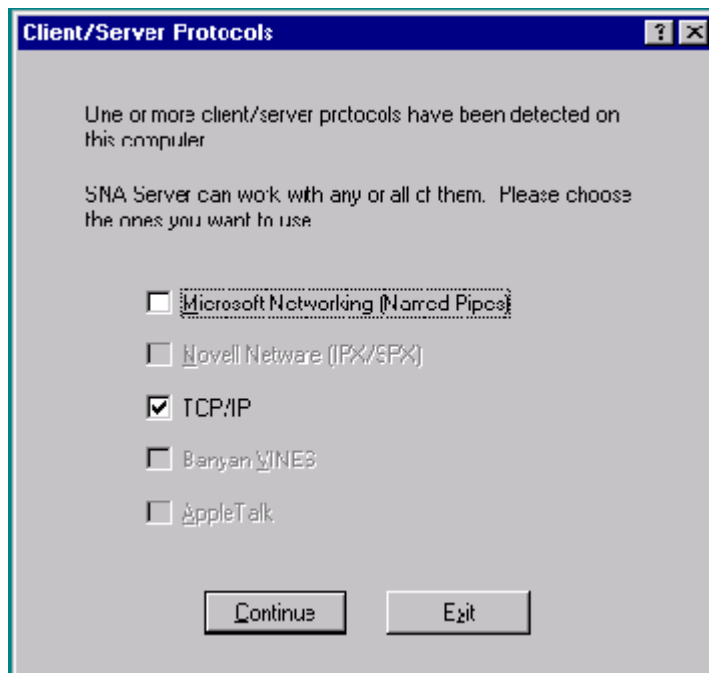 Client/Server Protocols
One or more client/server protocols have been detected on
this computer
SNA Server can work with any or all of them. Please choose
the ones you want to use
Microsoft Networking (Named Pipes)
Novell Netware (IPX/SPX)
TCP/IP
Banyan VINES
AppleTalk
Continue
Exit